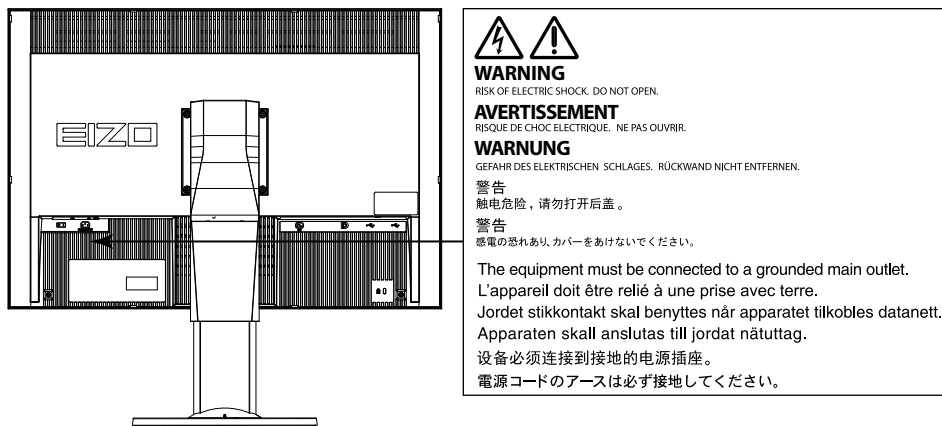 EIZO
WARNING
RISK OF ELECTRIC SHOCK. DO NOT OPEN.
AVERTISSEMENT
RISQUE DE CHOC ELECTRIQUE. NE PAS OUVRIR.
WARNUNG
GEFAHR DES ELEKTRISCHEN SCHLAGES. RÜCKWAND NICHT ENTFERNEN.
警告
触电危险，请勿打开后盖。
警告
感電の恐れあり、カバーをあけないでください。
The equipment must be connected to a grounded main outlet.
L’appareil doit être relié à une prise avec terre.
Jordet stikkontakt skal benyttes når apparatet tilkobles datanett.
Apparaten skall anslutas till jordat nätuttag.
设备必须连接到接地的电源插座。
電源コードのアースは必ず接地してください。